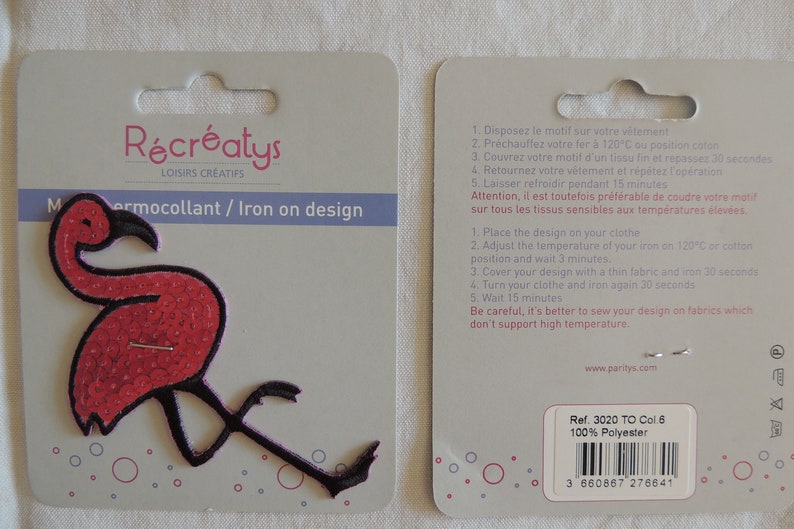 Récréatys
LOISIRS CRÉATIFS
ermocollant / Iron on design
1. Disposez le motif sur votre vêtement
2. Préchauffez votre fer à 120°C ou position coton
3. Couvrez votre motif d'un tissu fin et repassez 30 secondes
4. Retournez votre vêtement et répétez l'opération
5. Laisser refroidir pendant 15 minutes
Attention, il est toutefois préférable de coudre votre motif
sur tous les tissus sensibles aux températures élevées.
1. Place the design on your clothe
2. Adjust the temperature of your iron on 120°C or cotton
position and wait 3 minutes.
3. Cover your design with a thin fabric and iron 30 seconds
4. Turn your clothe and iron again 30 seconds
5. Wait 15 minutes
Be careful, it's better to sew your design on fabrics which
don't support high temperature.
www.paritys.com
Ref. 3020 TO Col.6
100% Polyester
3 660867 276641